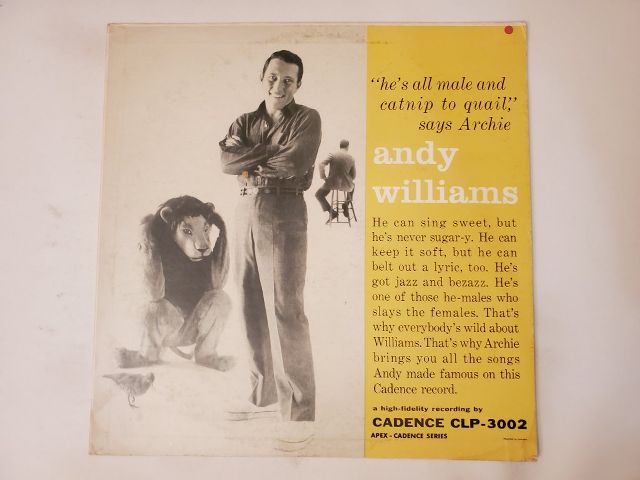 “he's all male and
catnip to quail,”
says Archie
andy
williams
He can sing sweet, but
he's never sugar-y. He can
keep it soft, but he can
belt out a lyric, too. He's
got jazz and bezazz. He's
one of those he-males who
slays the females. That's
why everybody's wild about
Williams. That's why Archie
brings you all the songs
Andy made famous on this
Cadence record.
a high-fidelity recording by
CADENCE CLP-3002
APEX - CADENCE SERIES